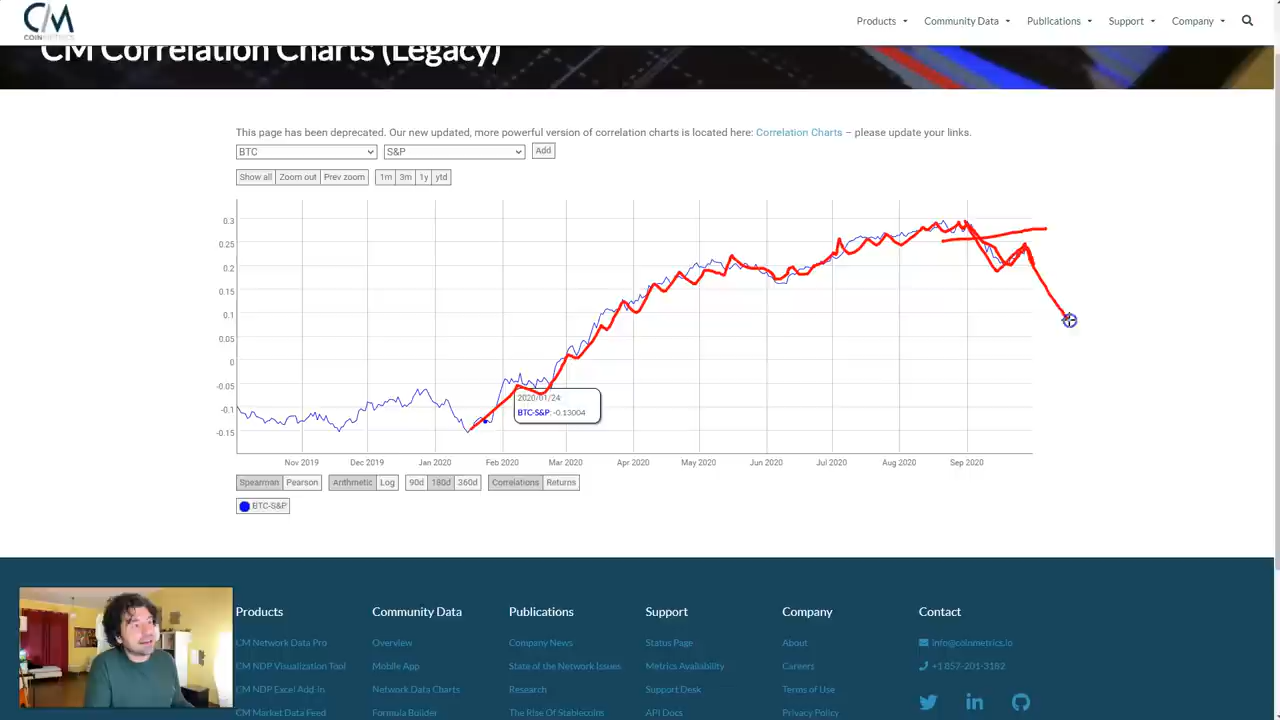 CM
COINMETRICS
Products Community Data Publications Support Company
CM Correlation Charts (Legacy)
This page has been deprecated. Our new updated, more powerful version of correlation charts is located here: Correlation Charts – please update your links.
BTC S&P Add
Show all Zoom out Prev zoom 1m 3m 1y ytd
0.3
0.25
0.2
0.15
0.1
0.05
0
-0.05
-0.1
-0.15
2020/01/24
BTC-S&P: -0.13004
Nov 2019 Dec 2019 Jan 2020 Feb 2020 Mar 2020 Apr 2020 May 2020 Jun 2020 Jul 2020 Aug 2020 Sep 2020
Spearman Pearson Arithmetic Log 90d 180d 360d Correlations Returns
BTC-S&P
Products Community Data Publications Support Company Contact
CM Network Data Pro Overview Company News Status Page About info@coinmetrics.io
CM NDP Visualization Tool Mobile App State of the Network Issues Metrics Availability Careers +1 857-201-3182
CM NDP Excel Add-in Network Data Charts Research Support Desk Terms of Use
CM Market Data Feed Formula Builder The Rise Of Stablecoins API Docs Privacy Policy